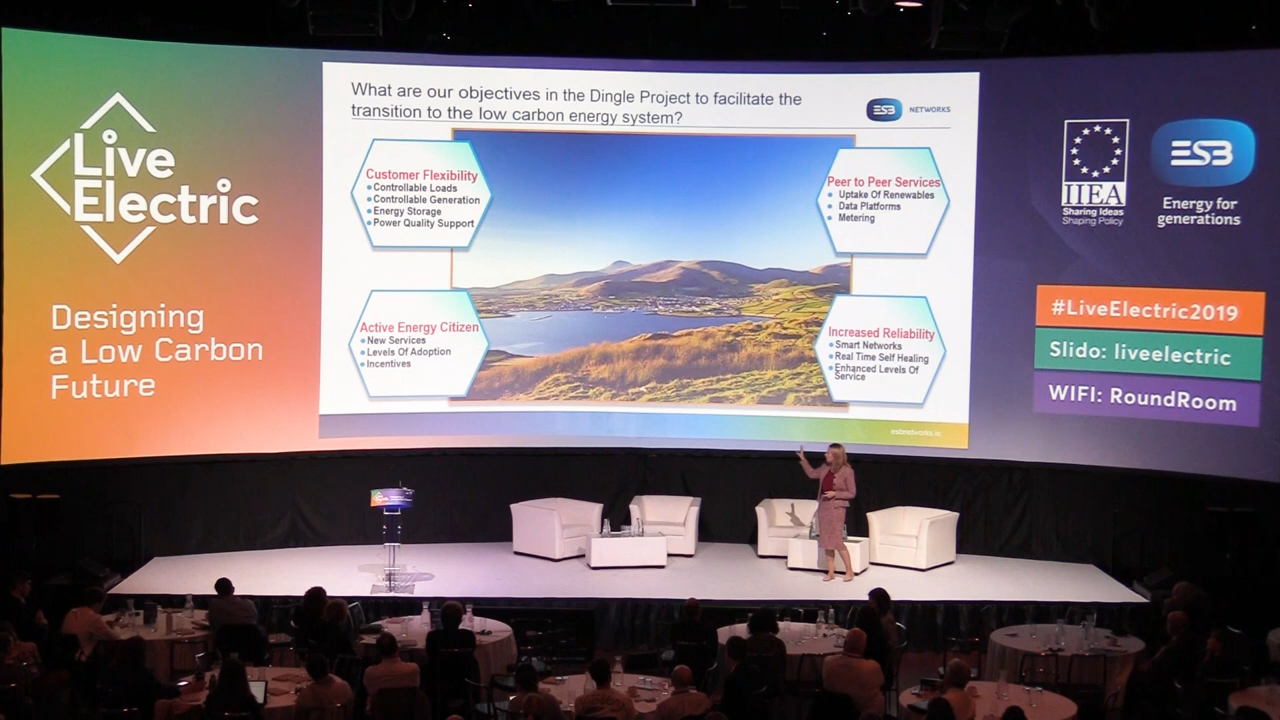 Live
Electric
Designing
a Low Carbon
Future
What are our objectives in the Dingle Project to facilitate the
transition to the low carbon energy system?
ESB NETWORKS
Customer Flexibility
Controllable Loads
Controllable Generation
Energy Storage
Power Quality Support
Peer to Peer Services
Uptake Of Renewables
Data Platforms
Metering
Active Energy Citizen
New Services
Levels Of Adoption
Incentives
Increased Reliability
Smart Networks
Real Time Self Healing
Enhanced Levels Of
Service
esbnetworks.ie
IIEA
Sharing Ideas
Shaping Policy
ESB
Energy for
generations
#LiveElectric2019
Slido: liveelectric
WIFI: RoundRoom
Live
Electric